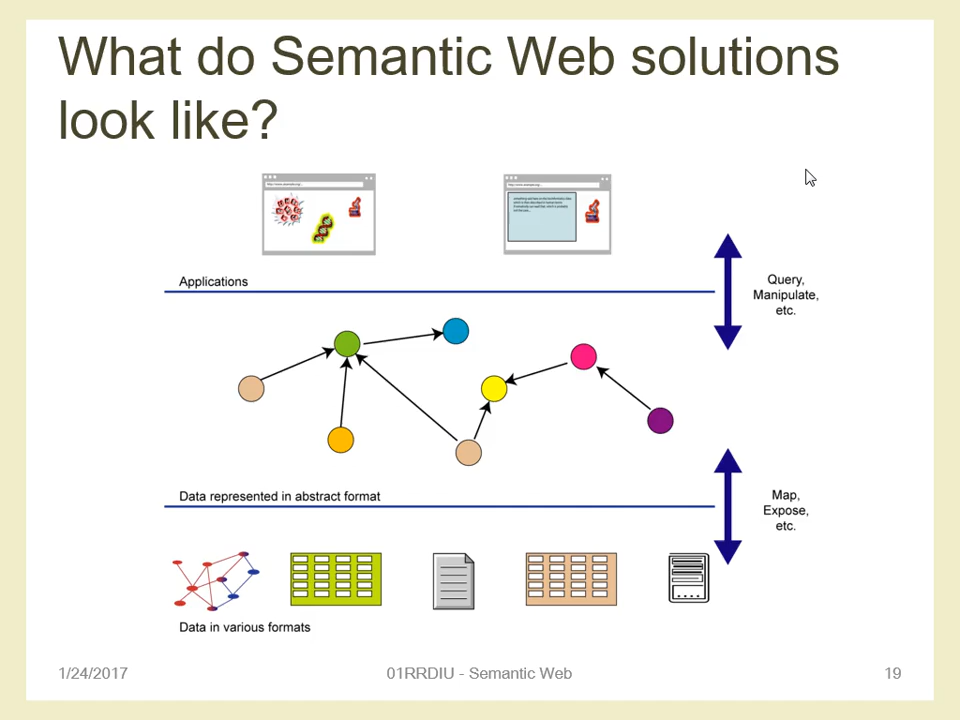 What do Semantic Web solutions
look like?
Applications
Query,
Manipulate,
etc.
Data represented in abstract format
Map,
Expose,
etc.
Data in various formats
1/24/2017
01RRDIU - Semantic Web
19